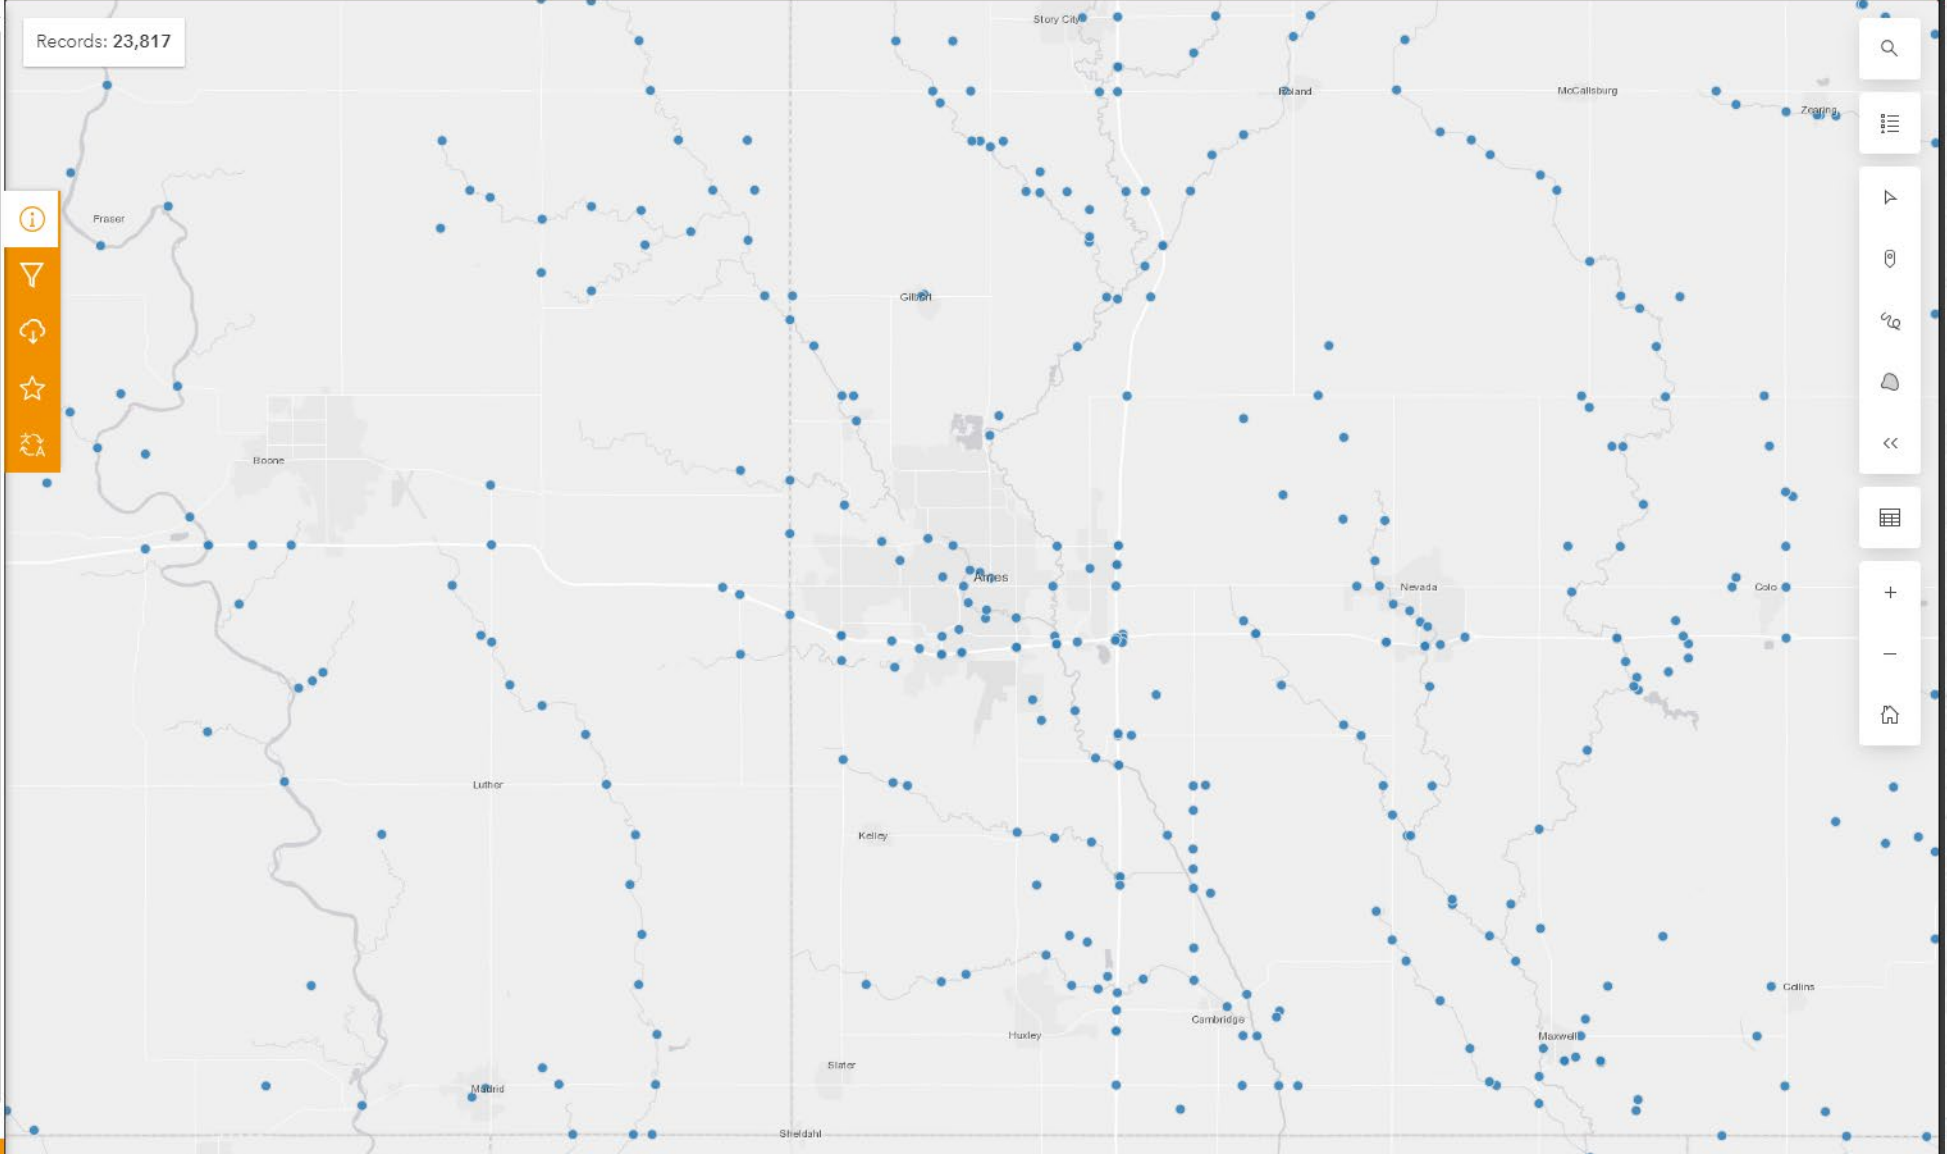 Story City
Records: 23,817
Roland
McCallsburg
Zearing
Fraser
Gilbert
Boone
Ames
Nevada
Colo
Luther
Kelley
Collins
Cambridge
Huxley
Maxwell
Slater
Madrid
Sheldahl